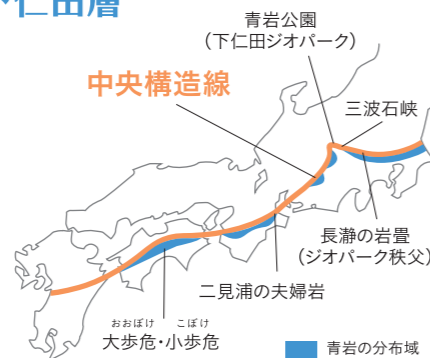 下仁田層
青岩公園
(下仁田ジオパーク)
中央構造線
三波石峡
長瀞の岩畳
(ジオパーク秩父)
二見浦の夫婦岩
おおぼけ こぼけ
大歩危・小歩危
青岩の分布域